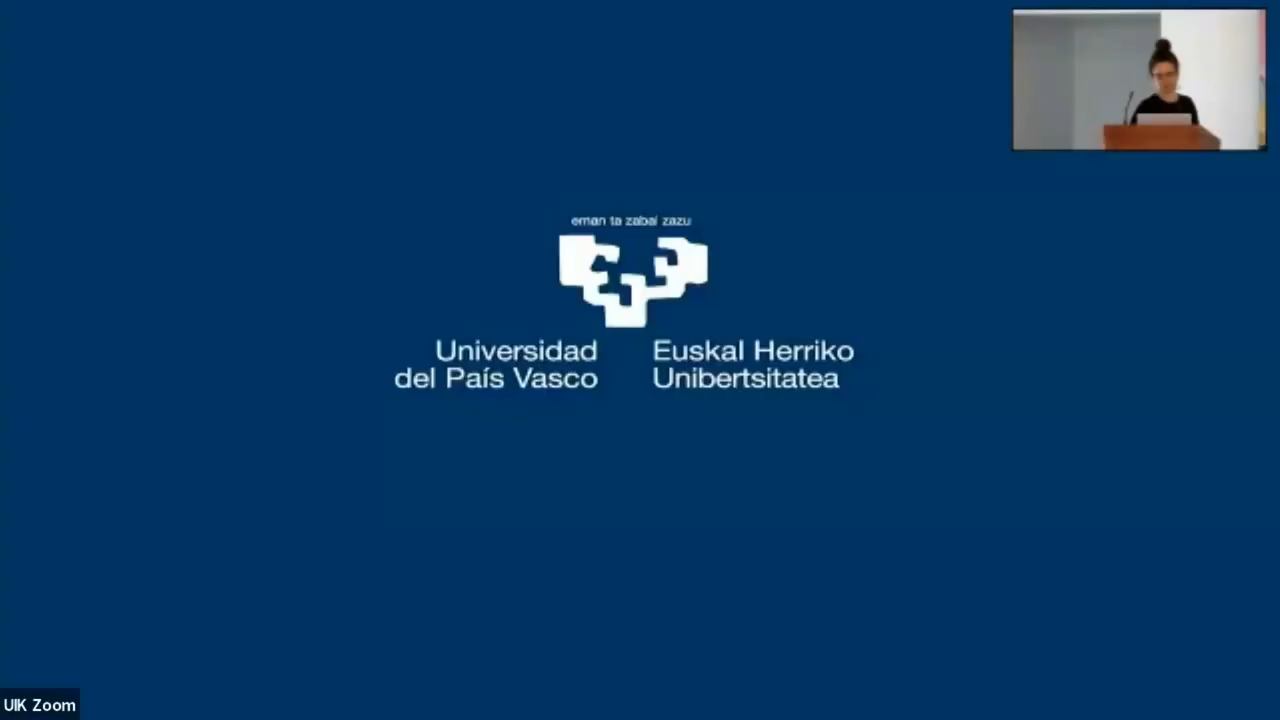 eman ta zabal zazu
Universidad
del País Vasco
Euskal Herriko
Unibertsitatea
UIK Zoom